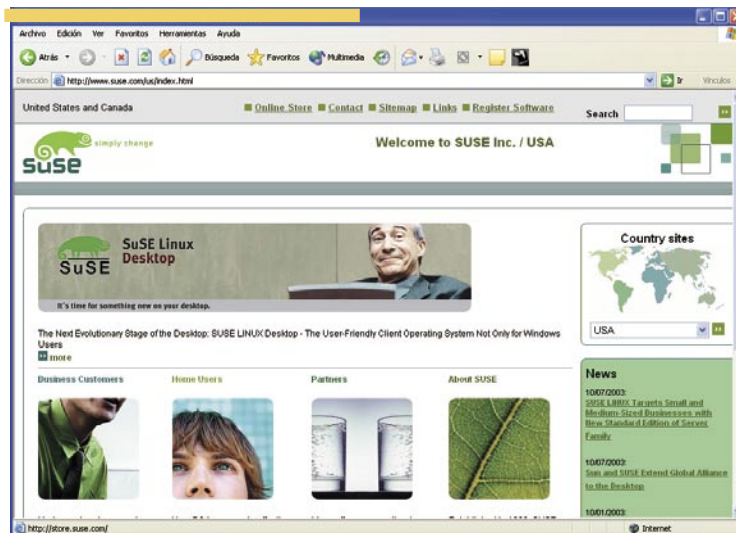 Archivo Edición Ver Favoritos Herramientas Ayuda
Atrás Búsqueda Favoritos Multimedia
Dirección http://www.suse.com/us/index.html Ir Vínculos
United States and Canada Online Store Contact Sitemap Links Register Software Search
SuSE simply change
Welcome to SUSE Inc. / USA
SuSE
SuSE Linux
Desktop
It's time for something new on your desktop.
The Next Evolutionary Stage of the Desktop: SUSE LINUX Desktop - The User-Friendly Client Operating System Not Only for Windows
Users
more
Business Customers Home Users Partners About SUSE
Country sites
USA
News
10/07/2003:
SUSE LINUX Targets Small and
Medium-Sized Businesses with
New Standard Edition of Server
Family
10/07/2003:
Sun and SUSE Extend Global Alliance
to the Desktop
10/01/2003:
http://store.suse.com/ Internet